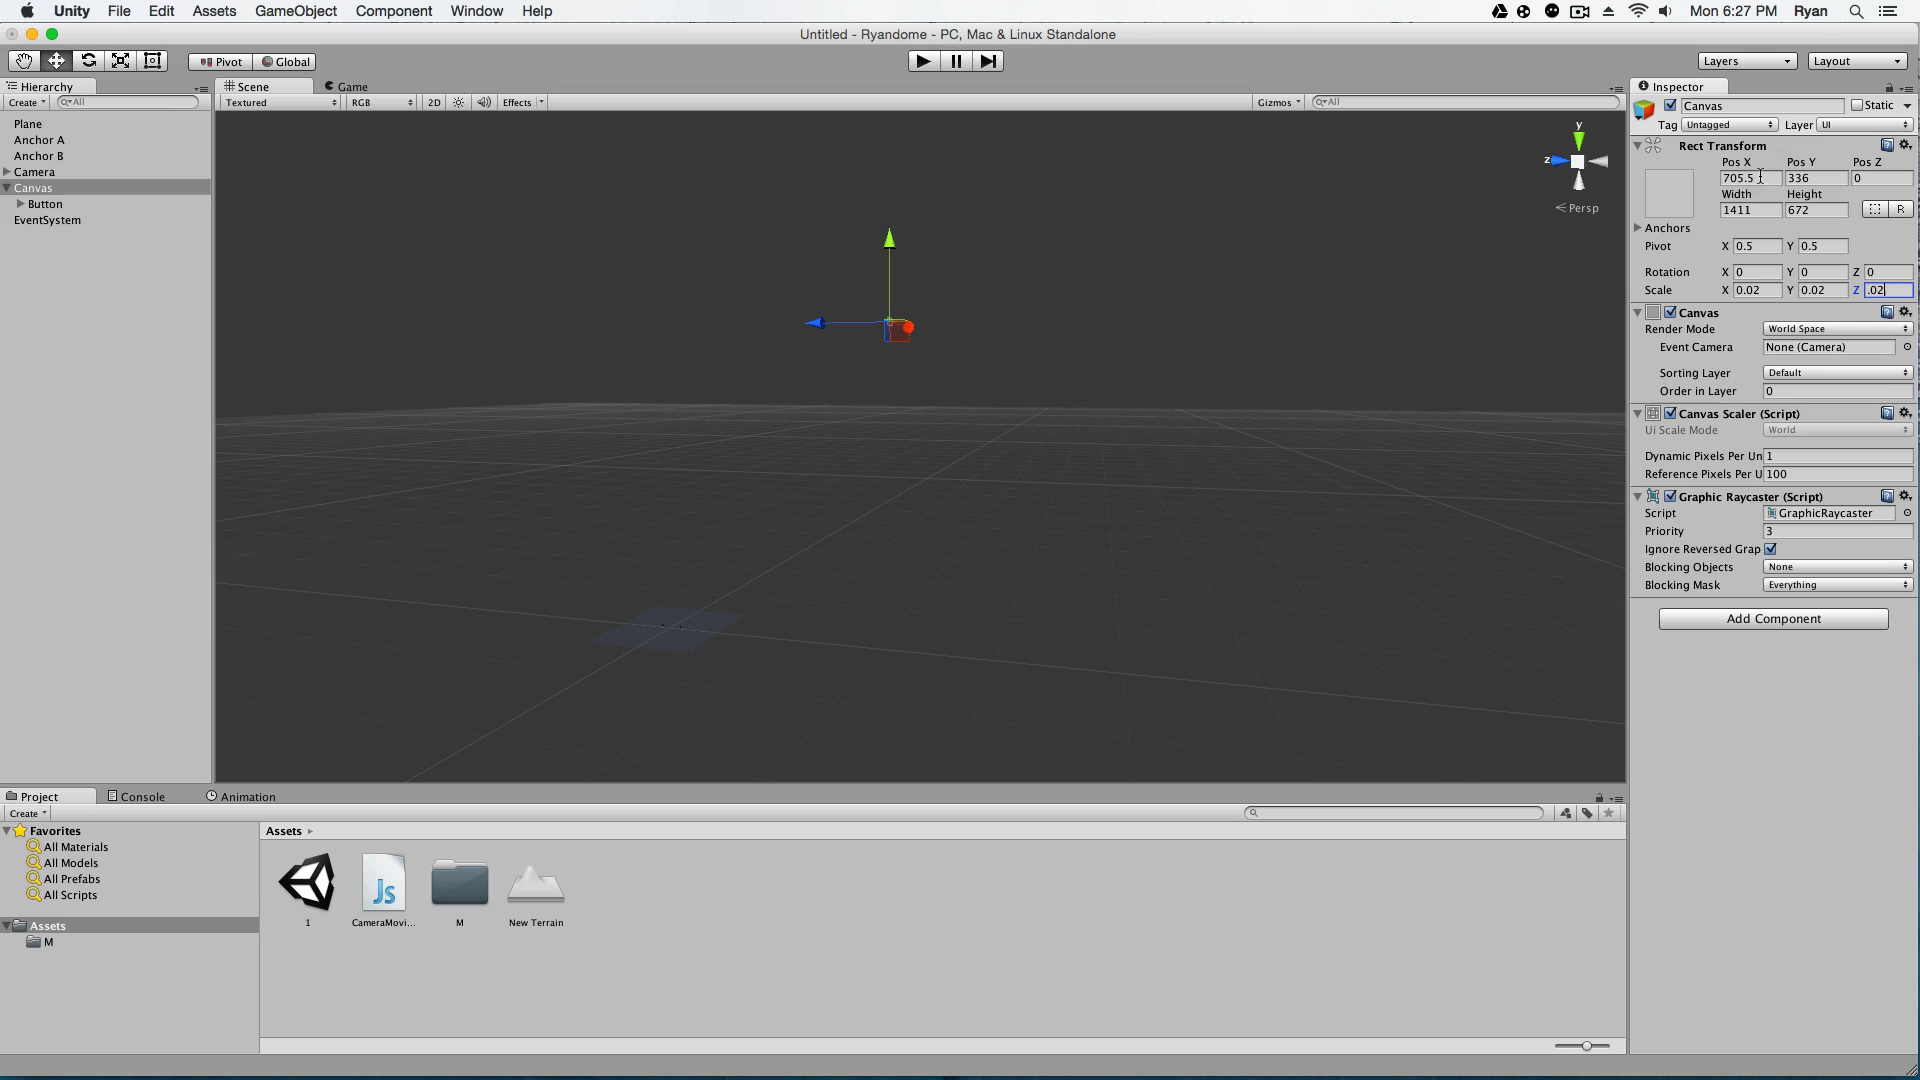 Unity File Edit Assets GameObject Component Window Help Mon 6:27 PM Ryan
Untitled - Ryandome - PC, Mac & Linux Standalone
Pivot Global Layers Layout
Hierarchy Scene Game Inspector
Create All Textured RGB 2D Effects Gizmos All Canvas Static
Tag Untagged Layer UI
Plane
Anchor A
Anchor B
Camera
Canvas
Button
EventSystem
y
z
Persp
Rect Transform
Pos X Pos Y Pos Z
705.5 336 0
Width Height
1411 672 R
Anchors
Pivot X 0.5 Y 0.5
Rotation X 0 Y 0 Z 0
Scale X 0.02 Y 0.02 Z .02
Canvas
Render Mode World Space
Event Camera None (Camera)
Sorting Layer Default
Order in Layer 0
Canvas Scaler (Script)
Ui Scale Mode World
Dynamic Pixels Per Un 1
Reference Pixels Per U 100
Graphic Raycaster (Script)
Script GraphicRaycaster
Priority 3
Ignore Reversed Grap
Blocking Objects None
Blocking Mask Everything
Add Component
Project Console Animation
Create
Favorites
All Materials
All Models
All Prefabs
All Scripts
Assets
M
Assets
Js
1 CameraMovi... M New Terrain